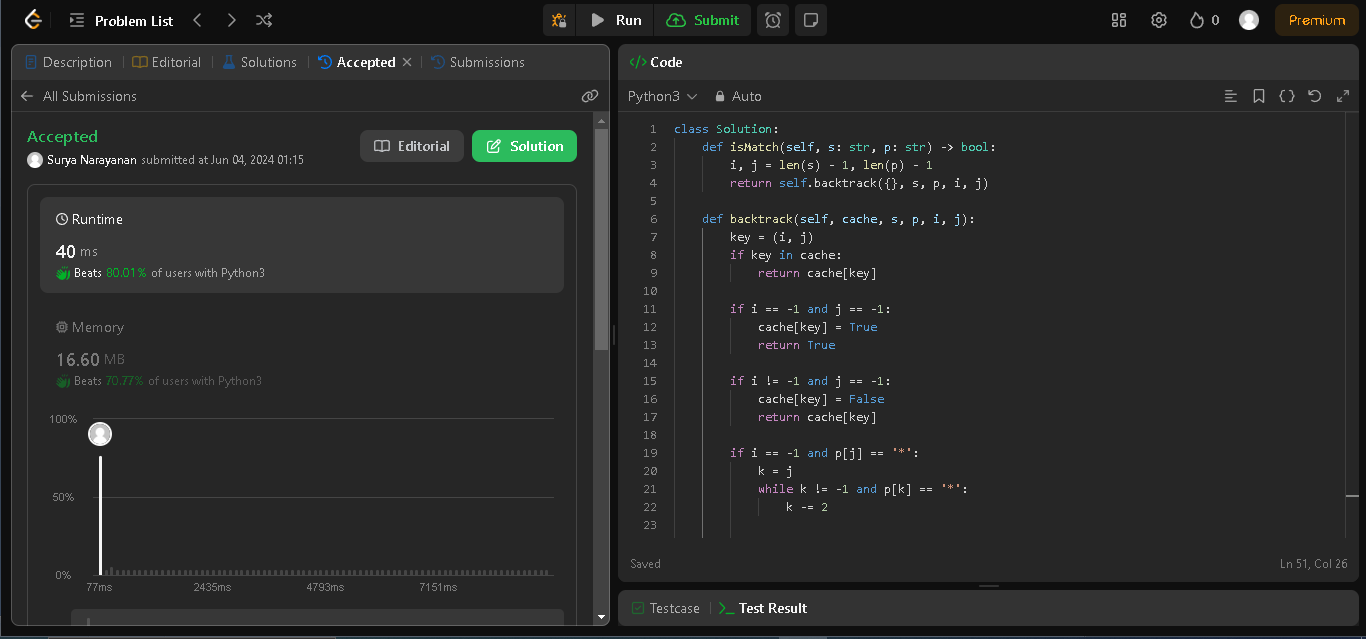 Problem List
Run
Submit
0
Premium
Description
Editorial
Solutions
Accepted
Submissions
All Submissions
Accepted
Surya Narayanan submitted at Jun 04, 2024 01:15
Editorial
Solution
Runtime
40 ms
Beats 80.01% of users with Python3
Memory
16.60 MB
Beats 70.77% of users with Python3
100%
50%
0%
77ms 2435ms 4793ms 7151ms
</> Code
Python3
Auto
1 class Solution:
2     def isMatch(self, s: str, p: str) -> bool:
3         i, j = len(s) - 1, len(p) - 1
4         return self.backtrack({}, s, p, i, j)
5
6     def backtrack(self, cache, s, p, i, j):
7         key = (i, j)
8         if key in cache:
9             return cache[key]
10
11         if i == -1 and j == -1:
12             cache[key] = True
13             return True
14
15         if i != -1 and j == -1:
16             cache[key] = False
17             return cache[key]
18
19         if i == -1 and p[j] == '*':
20             k = j
21             while k != -1 and p[k] == '*':
22                 k -= 2
23
Saved
Ln 51, Col 26
Testcase
Test Result